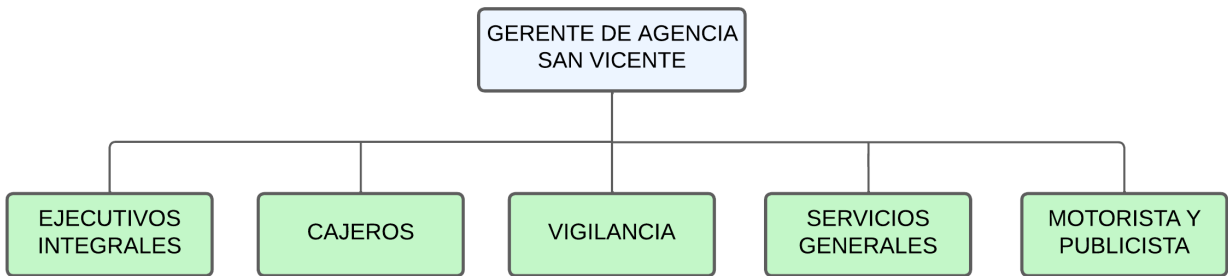 GERENTE DE AGENCIA
SAN VICENTE
EJECUTIVOS
INTEGRALES
CAJEROS
VIGILANCIA
SERVICIOS
GENERALES
MOTORISTA Y
PUBLICISTA